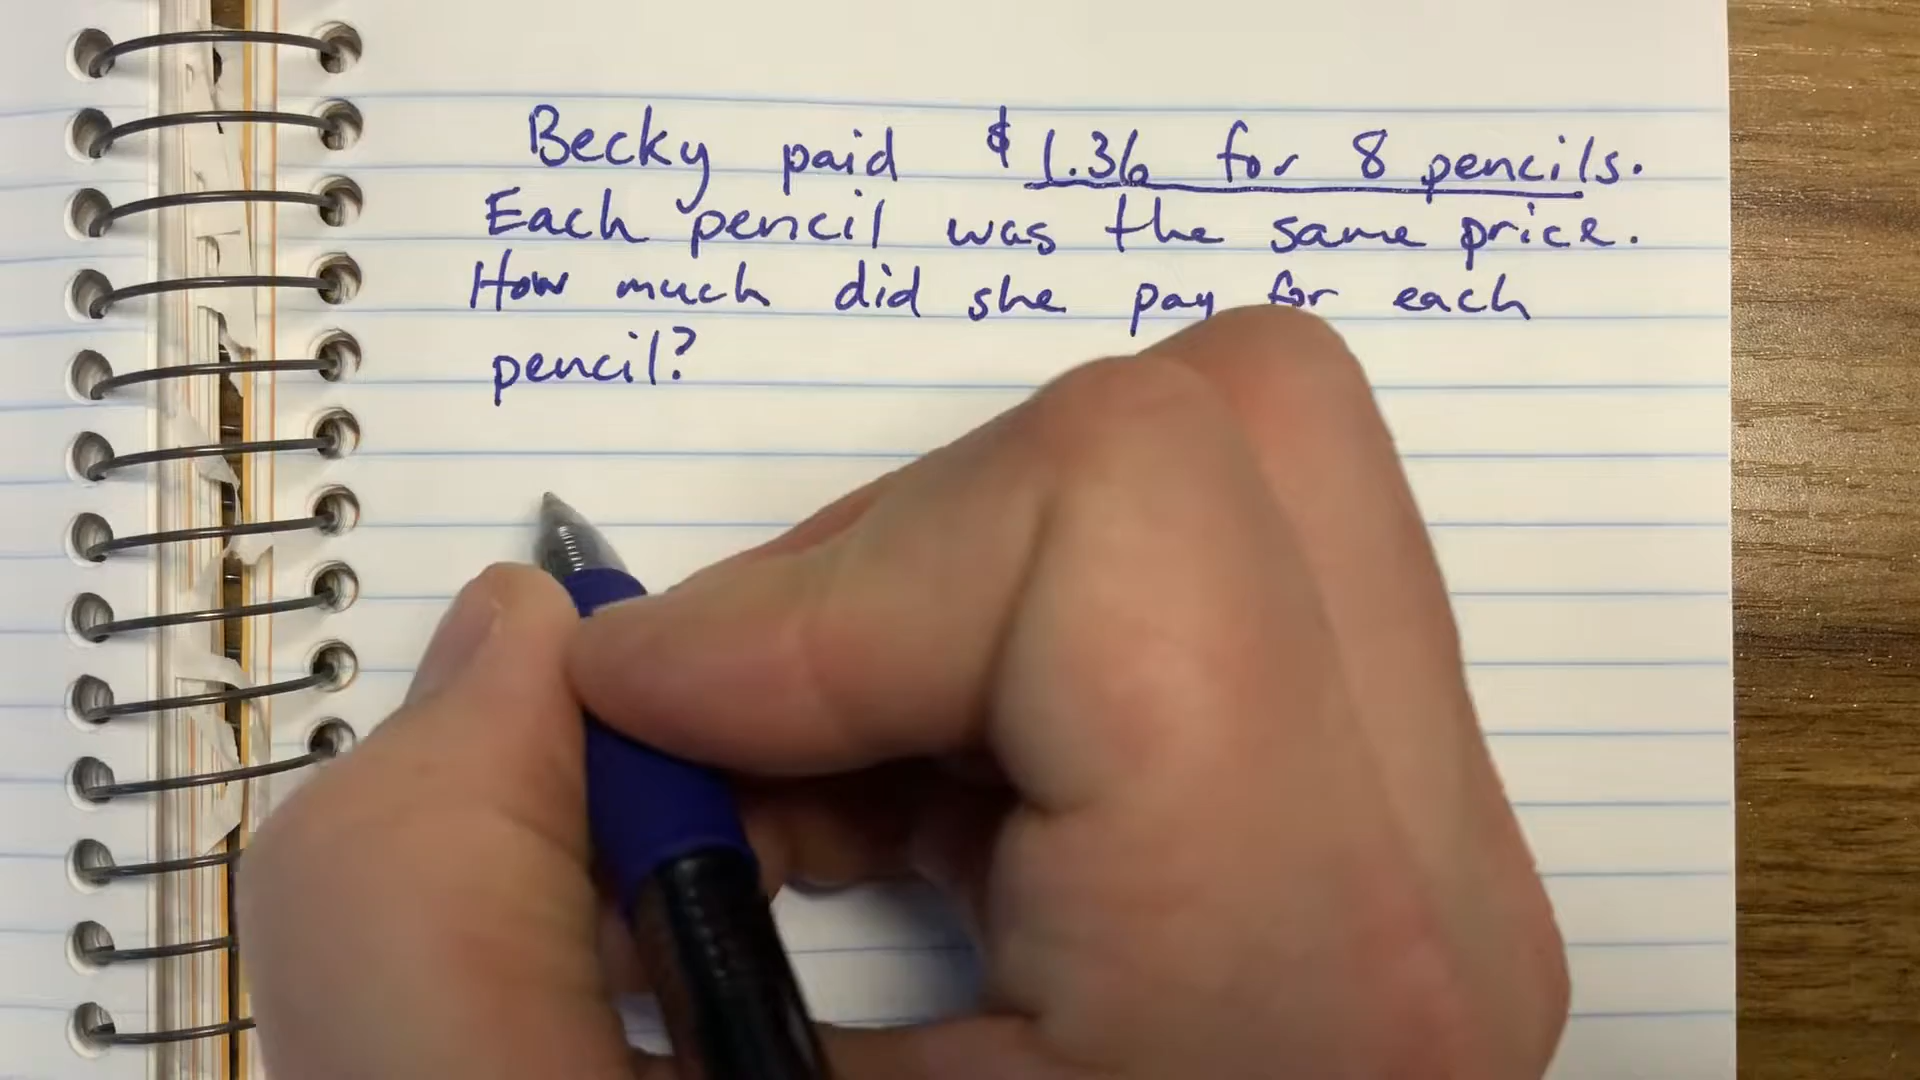 Becky paid $1.36 for 8 pencils.
Each pencil was the same price.
How much did she pay for each
pencil?